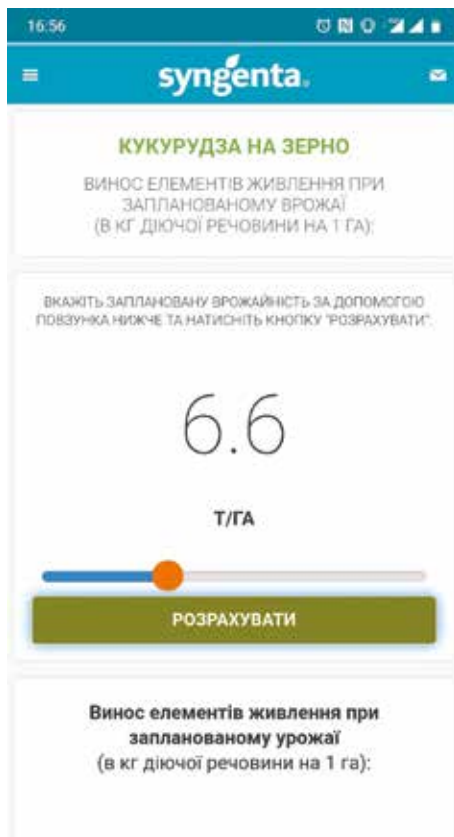 16:56
syngenta.
КУКУРУДЗА НА ЗЕРНО
ВИНОС ЕЛЕМЕНТІВ ЖИВЛЕННЯ ПРИ
ЗАПЛАНОВАНОМУ ВРОЖАЇ
(В КГ ДІЮЧОЇ РЕЧОВИНИ НА 1 ГА):
ВКАЖІТЬ ЗАПЛАНОВАНУ ВРОЖАЙНІСТЬ ЗА ДОПОМОГОЮ
ПОВЗУНКА НИЖЧЕ ТА НАТИСНІТЬ КНОПКУ "РОЗРАХУВАТИ".
6.6
Т/ГА
РОЗРАХУВАТИ
Винос елементів живлення при
запланованому урожаї
(в кг діючої речовини на 1 га):